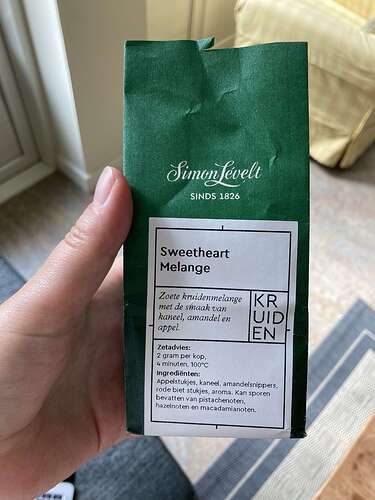 Simon Lévelt
SINDS 1826
Sweetheart
Melange
Zoete kruidenmelange
met de smaak van
kaneel, amandel en
appel.
KR
UID
EN
Zetadvies:
2 gram per kop,
4 minuten, 100°C
Ingrediënten:
Appelstukjes, kaneel, amandelsnippers,
rode biet stukjes, aroma. Kan sporen
bevatten van pistachenoten,
hazelnoten en macadamianoten.